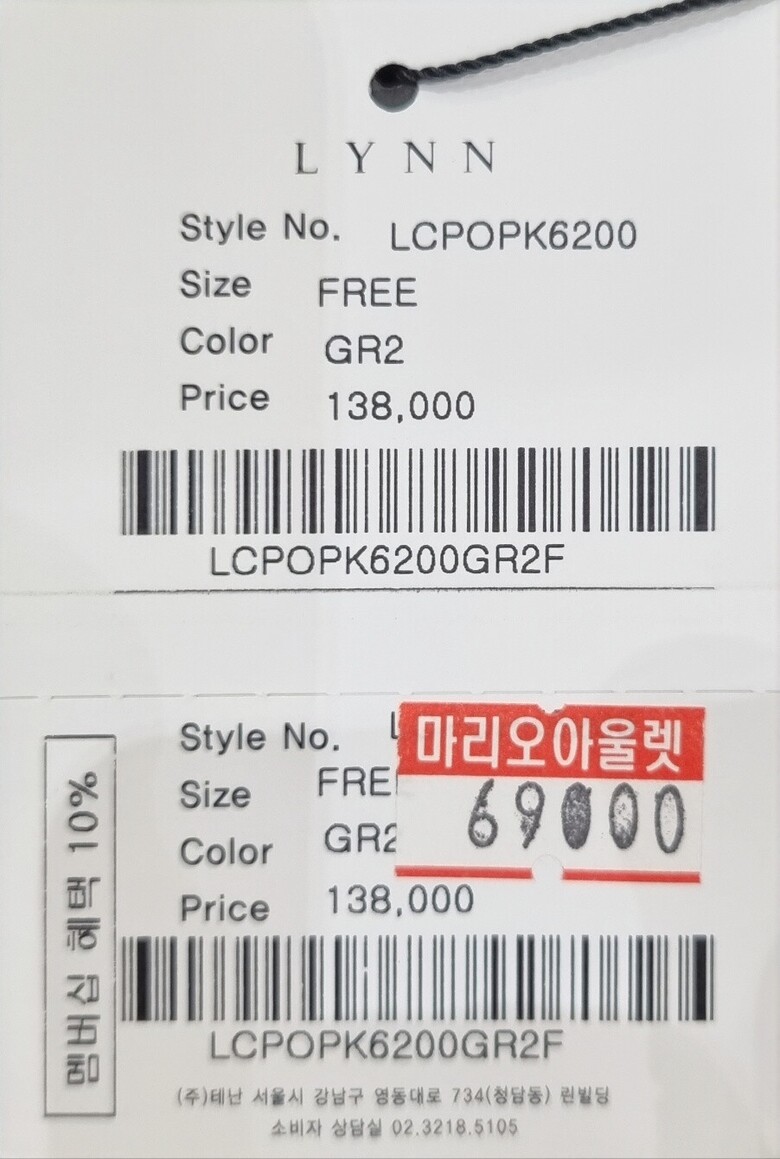 LYNN
Style No. LCPOPK6200
Size FREE
Color GR2
Price 138,000
LCPOPK6200GR2F
멤버십 혜택 10%
Style No.
마리오아울렛
69000
Size FREE
Color GR2
Price 138,000
LCPOPK6200GR2F
(주)테난 서울시 강남구 영동대로 734(청담동) 린빌딩
소비자 상담실 02.3218.5105